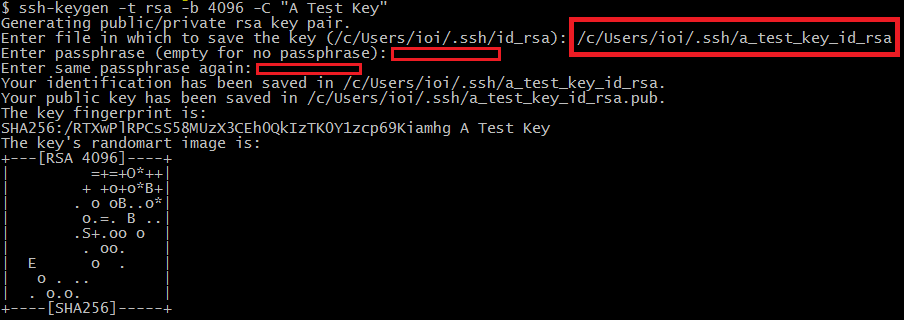 $ ssh-keygen -t rsa -b 4096 -C "A Test Key"
Generating public/private rsa key pair.
Enter file in which to save the key (/c/Users/ioi/.ssh/id_rsa): /c/Users/ioi/.ssh/a_test_key_id_rsa
Enter passphrase (empty for no passphrase):
Enter same passphrase again:
Your identification has been saved in /c/Users/ioi/.ssh/a_test_key_id_rsa.
Your public key has been saved in /c/Users/ioi/.ssh/a_test_key_id_rsa.pub.
The key fingerprint is:
SHA256:/RTXwPlRPCsS58MUzX3CEhOQkIzTKOY1zcp69Kiamhg A Test Key
The key's randomart image is:
+---[RSA 4096]----+
|         =+=+O*++|
|        + +o+o*B+|
|       . o oB..o*|
|        o.=. B ..|
|       .S+.oo o  |
|        . oo.    |
|  E      o  .    |
|   o . ..        |
|  . o.o.         |
+----[SHA256]-----+